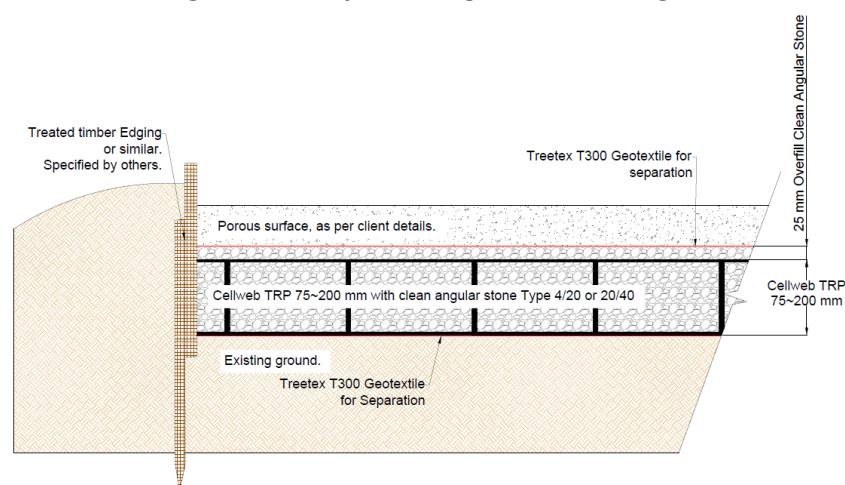 Treated timber Edging
or similar.
Specified by others.
Treetex T300 Geotextile for
separation
25 mm Overfill Clean Angular Stone
Porous surface, as per client details.
Cellweb TRP 75~200 mm with clean angular stone Type 4/20 or 20/40
Cellweb TRP
75~200 mm
Existing ground.
Treetex T300 Geotextile
for Separation